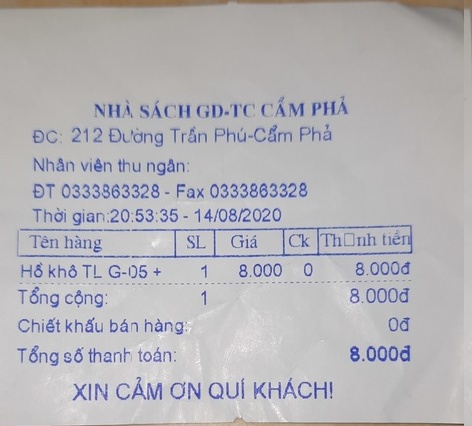 NHÀ SÁCH GD-TC CẨM PHẢ
ĐC: 212 Đường Trần Phú-Cẩm Phả
Nhân viên thu ngân:
ĐT 0333863328 - Fax 0333863328
Thời gian:20:53:35 - 14/08/2020
Tên hàng SL Giá Ck Th□nh tiền
Hồ khô TL G-05 + 1 8.000 0 8.000đ
Tổng cộng: 1 8.000đ
Chiết khấu bán hàng: 0đ
Tổng số thanh toán: 8.000đ
XIN CẢM ƠN QUÍ KHÁCH!